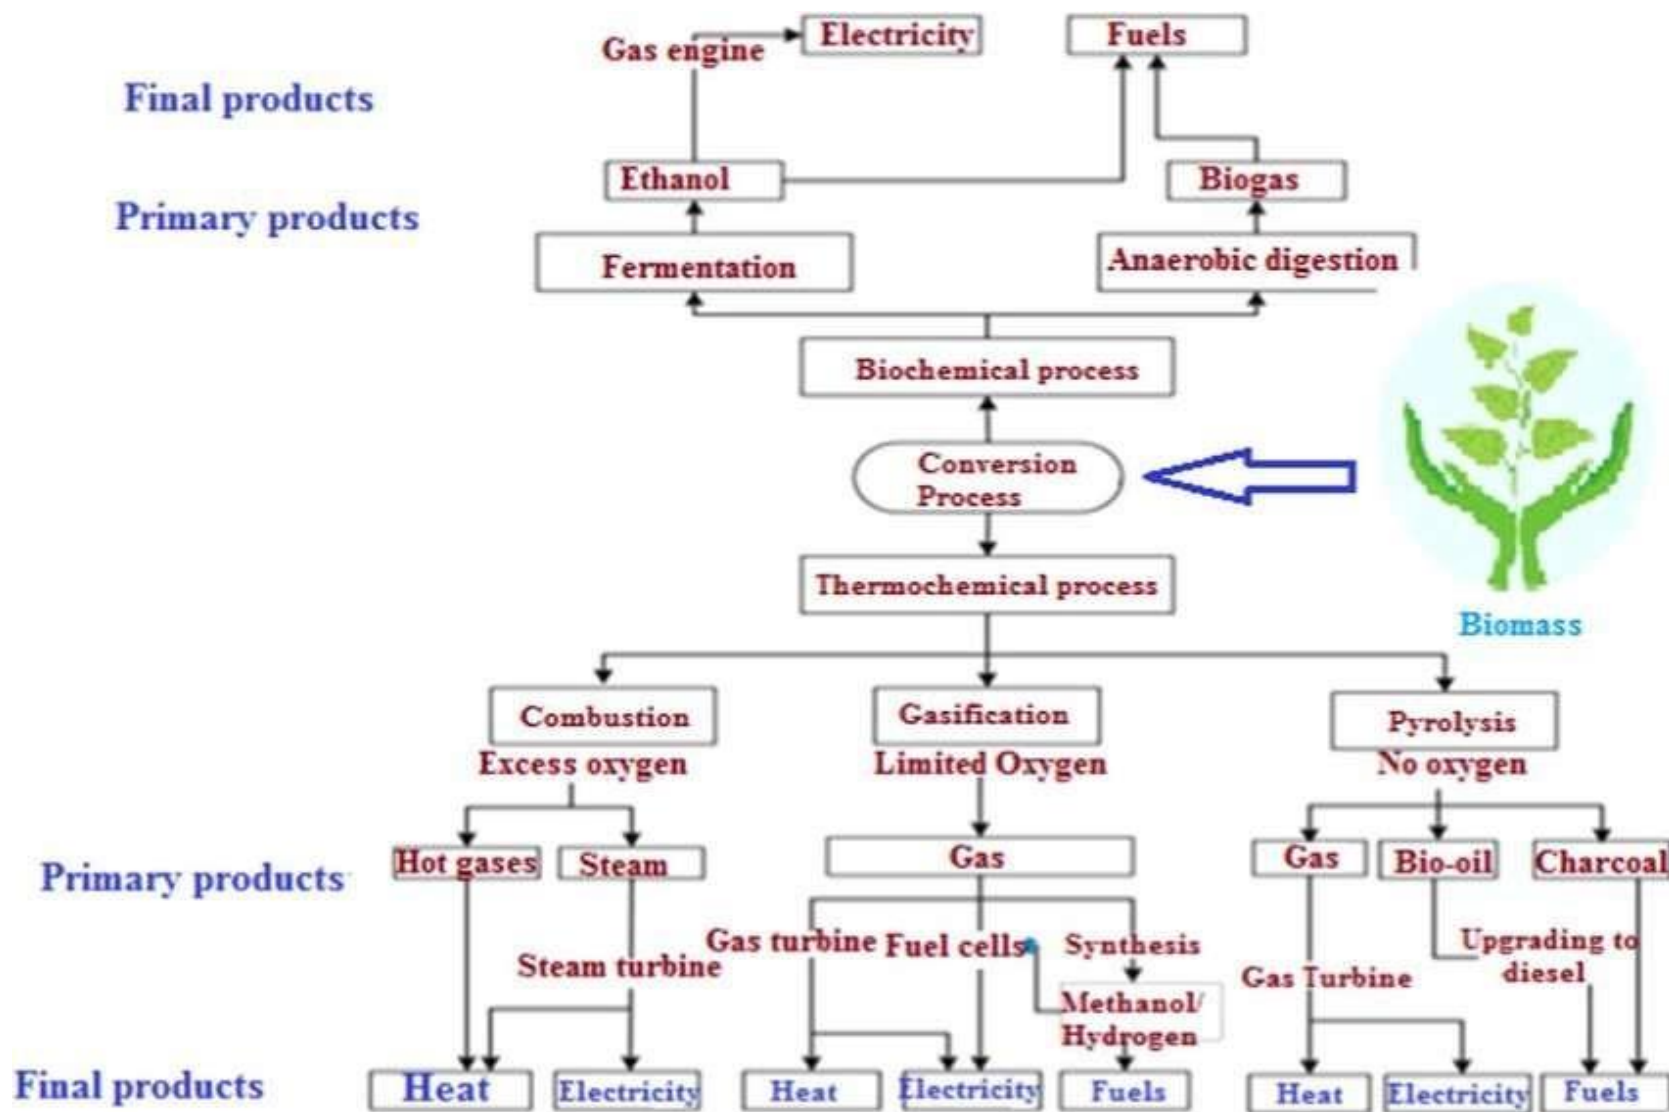 Gas engine
Electricity
Fuels
Final products
Ethanol
Biogas
Primary products
Fermentation
Anaerobic digestion
Biochemical process
Conversion
Process
Thermochemical process
Biomass
Combustion
Gasification
Pyrolysis
Excess oxygen
Limited Oxygen
No oxygen
Primary products
Hot gases
Steam
Gas
Gas
Bio-oil
Charcoal
Steam turbine
Gas turbine
Fuel cells
Synthesis
Methanol/
Hydrogen
Gas Turbine
Upgrading to
diesel
Final products
Heat
Electricity
Heat
Electricity
Fuels
Heat
Electricity
Fuels